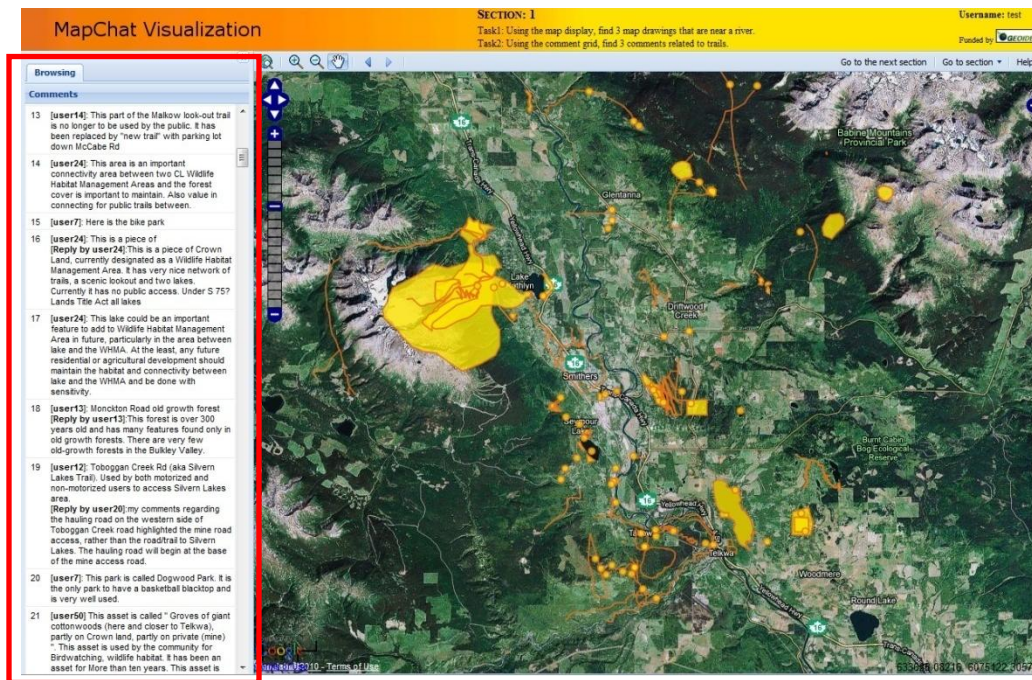 MapChat Visualization
SECTION: 1
Task1: Using the map display, find 3 map drawings that are near a river.
Task2: Using the comment grid, find 3 comments related to trails.
Username: test
Funded by GEOIDE
Browsing
Go to the next section Go to section Help
Comments
13 [user14]: This part of the Malkow look-out trail
is no longer to be used by the public. It has
been replaced by "new trail" with parking lot
down McCabe Rd
14 [user24]: This area is an important
connectivity area between two CL Wildlife
Habitat Management Areas and the forest
cover is important to maintain. Also value in
connecting for public trails between.
15 [user7]: Here is the bike park
16 [user24]: This is a piece of
[Reply by user24]:This is a piece of Crown
Land, currently designated as a Wildlife Habitat
Management Area. It has very nice network of
trails, a scenic lookout and two lakes.
Currently it has no public access. Under S 75?
Lands Title Act all lakes
17 [user24]: This lake could be an important
feature to add to Wildlife Habitat Management
Area in future, particularly in the area between
lake and the WHMA. At the least, any future
residential or agricultural development should
maintain the habitat and connectivity between
lake and the WHMA and be done with
sensitivity.
18 [user13]: Monckton Road old growth forest
[Reply by user13]:This forest is over 300
years old and has many features found only in
old growth forests. There are very few
old-growth forests in the Bulkley Valley.
19 [user12]: Toboggan Creek Rd (aka Silvern
Lakes Trail). Used by both motorized and
non-motorized users to access Silvern Lakes
area.
[Reply by user20]:my comments regarding
the hauling road on the western side of
Toboggan Creek road highlighted the mine road
access, rather than the road/trail to Silvern
Lakes. The hauling road will begin at the base
of the mine access road.
20 [user7]: This park is called Dogwood Park. It is
the only park to have a basketball blacktop and
is very well used.
21 [user50] This asset is called " Groves of giant
cottonwoods (here and closer to Telkwa),
partly on Crown land, partly on private (mine)
". This asset is used by the community for
Birdwatching, wildlife habitat. It has been an
asset for More than ten years. This asset is
16
Babine Mountains
Provincial Park
Glentanna
Lake
Kathlyn
Driftwood
Creek
16
Smithers
Seymour
Lake
Burnt Cabin
Bog Ecological
Reserve
16
Yellowhead Hwy
Telkwa
Woodmere
Round Lake
Yellowhead Hwy
16
Google
2010 - Terms of Use